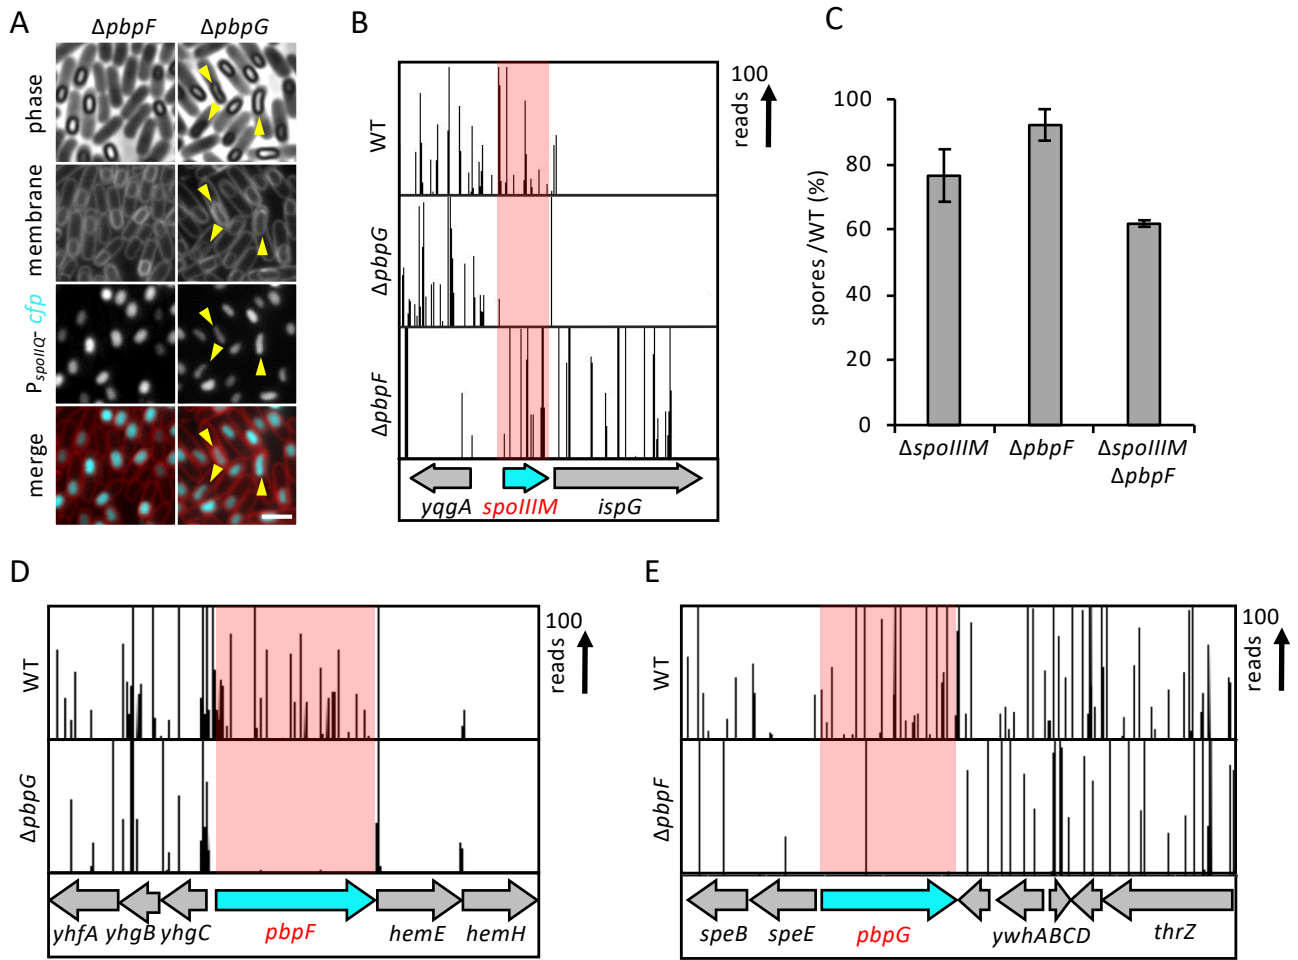 A
ΔpbpF ΔpbpG
phase
membrane
PspoIIQ- cfp
merge
B
100
reads
WT
ΔpbpG
ΔpbpF
yqgA spoIIIM ispG
C
100
80
60
40
20
0
spores /WT (%)
ΔspoIIIM ΔpbpF ΔspoIIIM
ΔpbpF
D
100
reads
WT
ΔpbpG
yhfA yhgB yhgC pbpF hemE hemH
E
100
reads
WT
ΔpbpF
speB speE pbpG ywhABCD thrZ